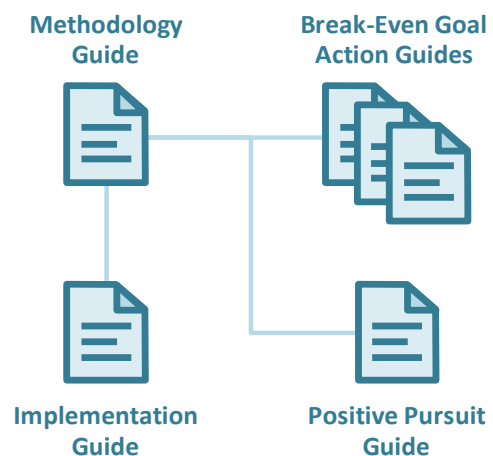 Methodology
Guide
Break-Even Goal
Action Guides
Implementation
Guide
Positive Pursuit
Guide